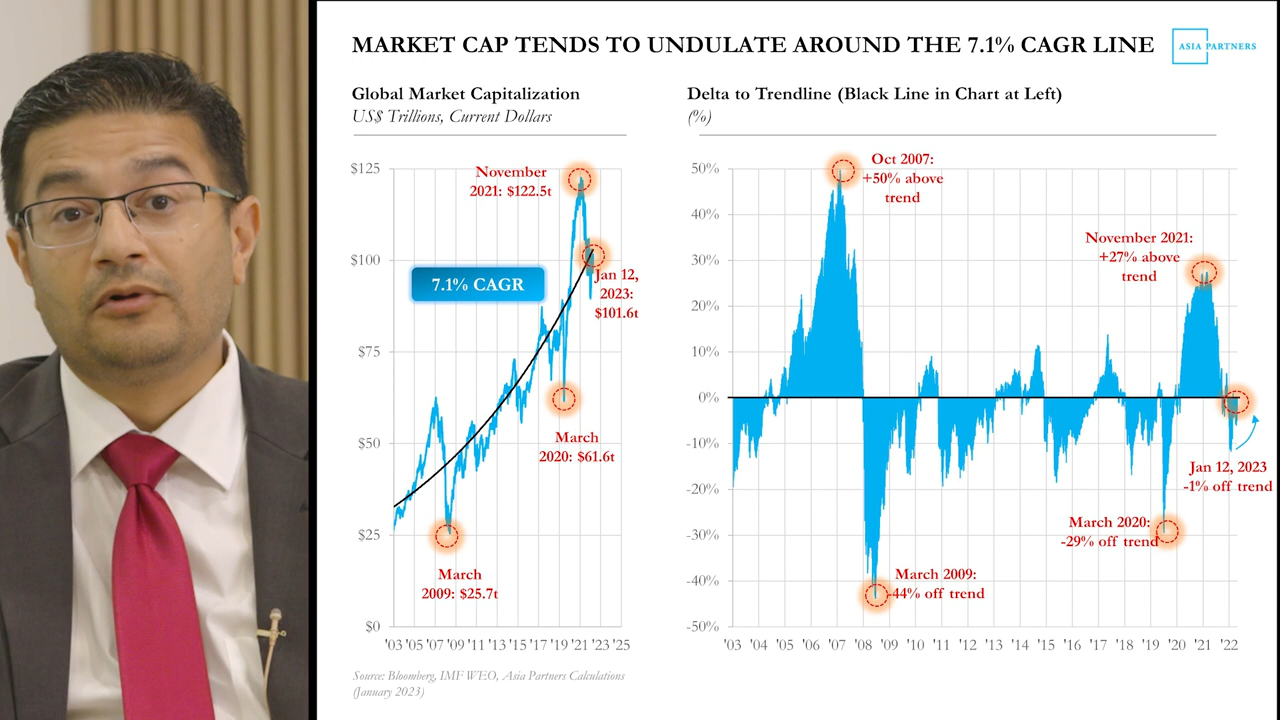 MARKET CAP TENDS TO UNDULATE AROUND THE 7.1% CAGR LINE
ASIA PARTNERS
Global Market Capitalization
US$ Trillions, Current Dollars
$125
$100
$75
$50
$25
$0
November
2021: $122.5t
7.1% CAGR
Jan 12,
2023:
$101.6t
March
2020: $61.6t
March
2009: $25.7t
'03 '05 '07 '09 '11 '13 '15 '17 '19 '21 '23 '25
Source: Bloomberg, IMF WEO, Asia Partners Calculations
(January 2023)
Delta to Trendline (Black Line in Chart at Left)
(%)
50%
40%
30%
20%
10%
0%
-10%
-20%
-30%
-40%
-50%
Oct 2007:
+50% above
trend
November 2021:
+27% above
trend
Jan 12, 2023
-1% off trend
March 2020:
-29% off trend
March 2009:
-44% off trend
'03 '04 '05 '06 '07 '08 '09 '10 '11 '12 '13 '14 '15 '16 '17 '18 '19 '20 '21 '22